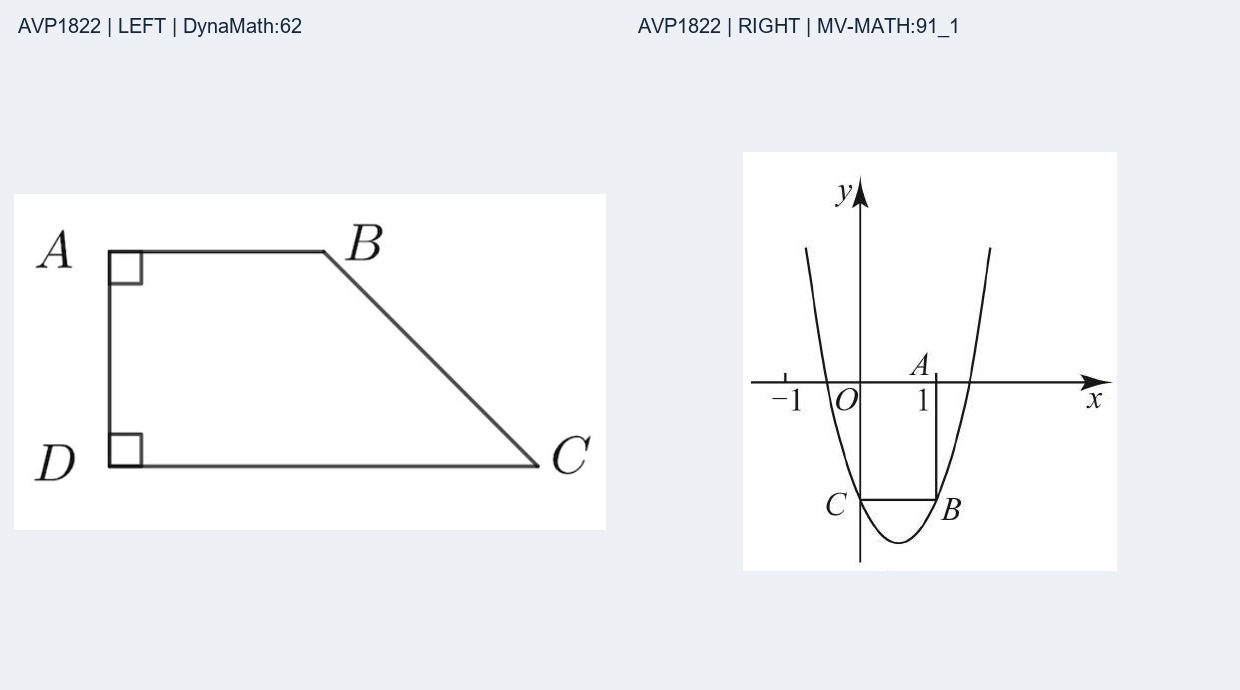 AVP1822 | LEFT | DynaMath:62
AVP1822 | RIGHT | MV-MATH:91_1
A
B
D
C
y
A
−1
O
1
x
C
B